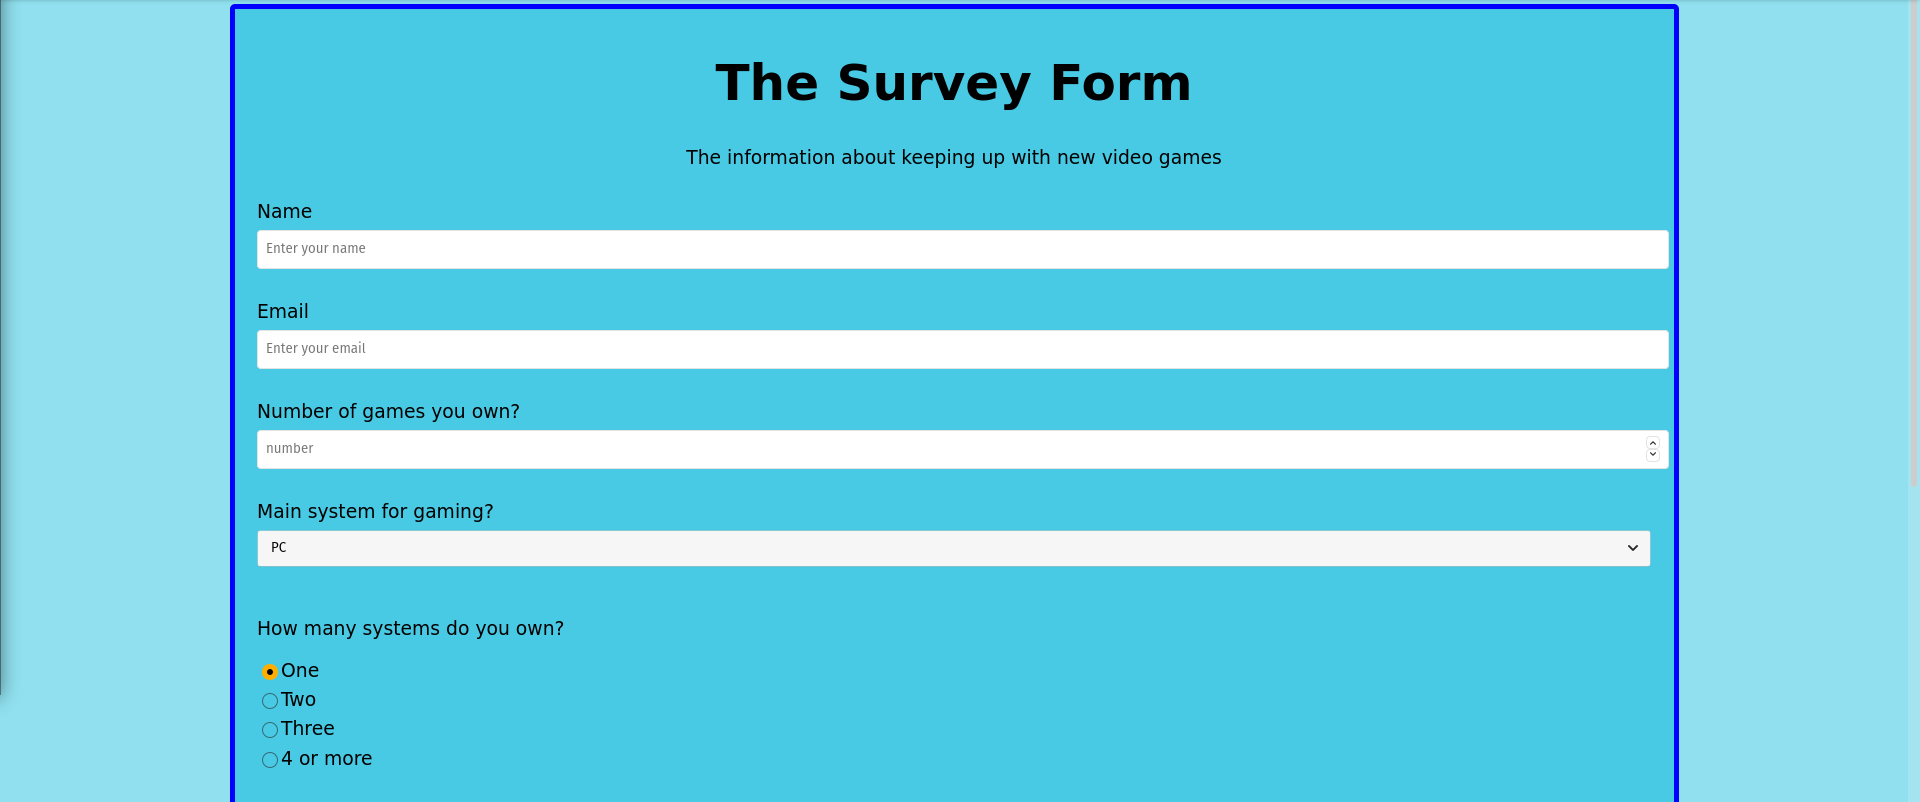 The Survey Form
The information about keeping up with new video games
Name
Enter your name
Email
Enter your email
Number of games you own?
number
Main system for gaming?
PC
How many systems do you own?
One
Two
Three
4 or more